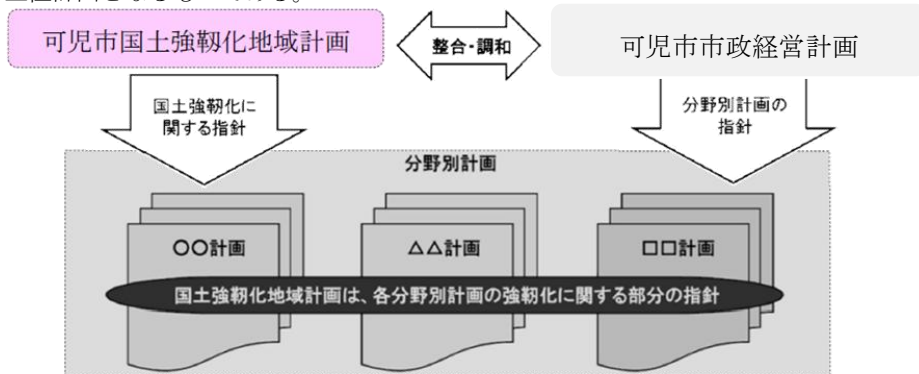 可児市国土強靱化地域計画
整合・調和
可児市市政経営計画
国土強靱化に
関する指針
分野別計画の
指針
分野別計画
○○計画
△△計画
□□計画
国土強靱化地域計画は、各分野別計画の強靱化に関する部分の指針